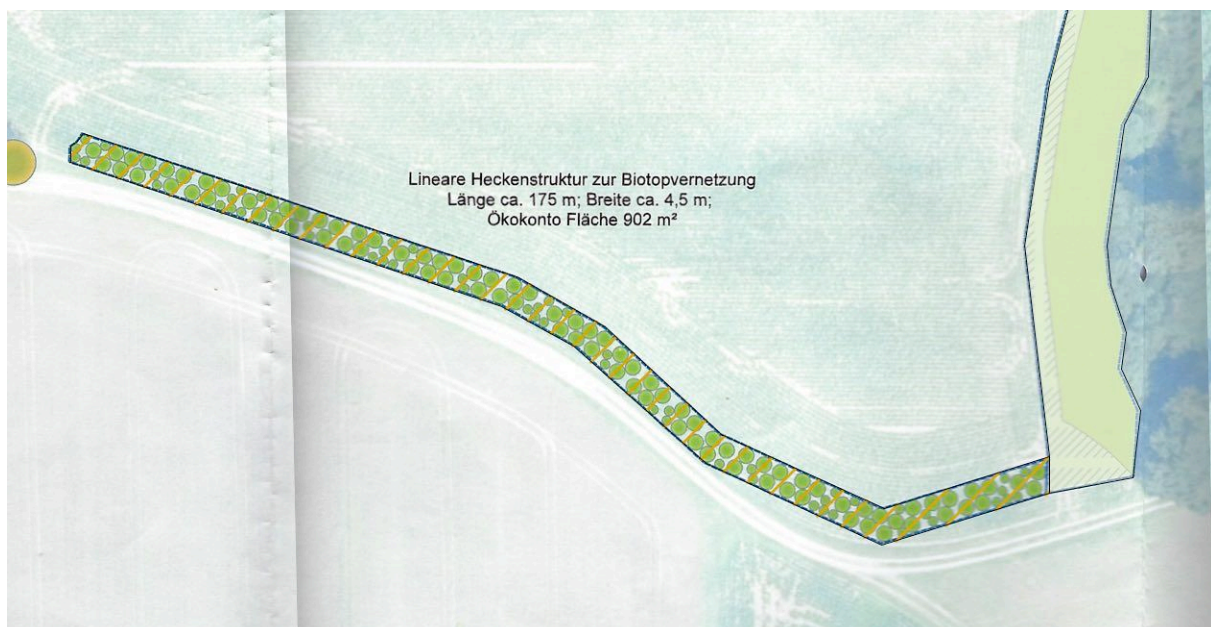 Lineare Heckenstruktur zur Biotopvernetzung
Länge ca. 175 m; Breite ca. 4,5 m;
Ökokonto Fläche 902 m²